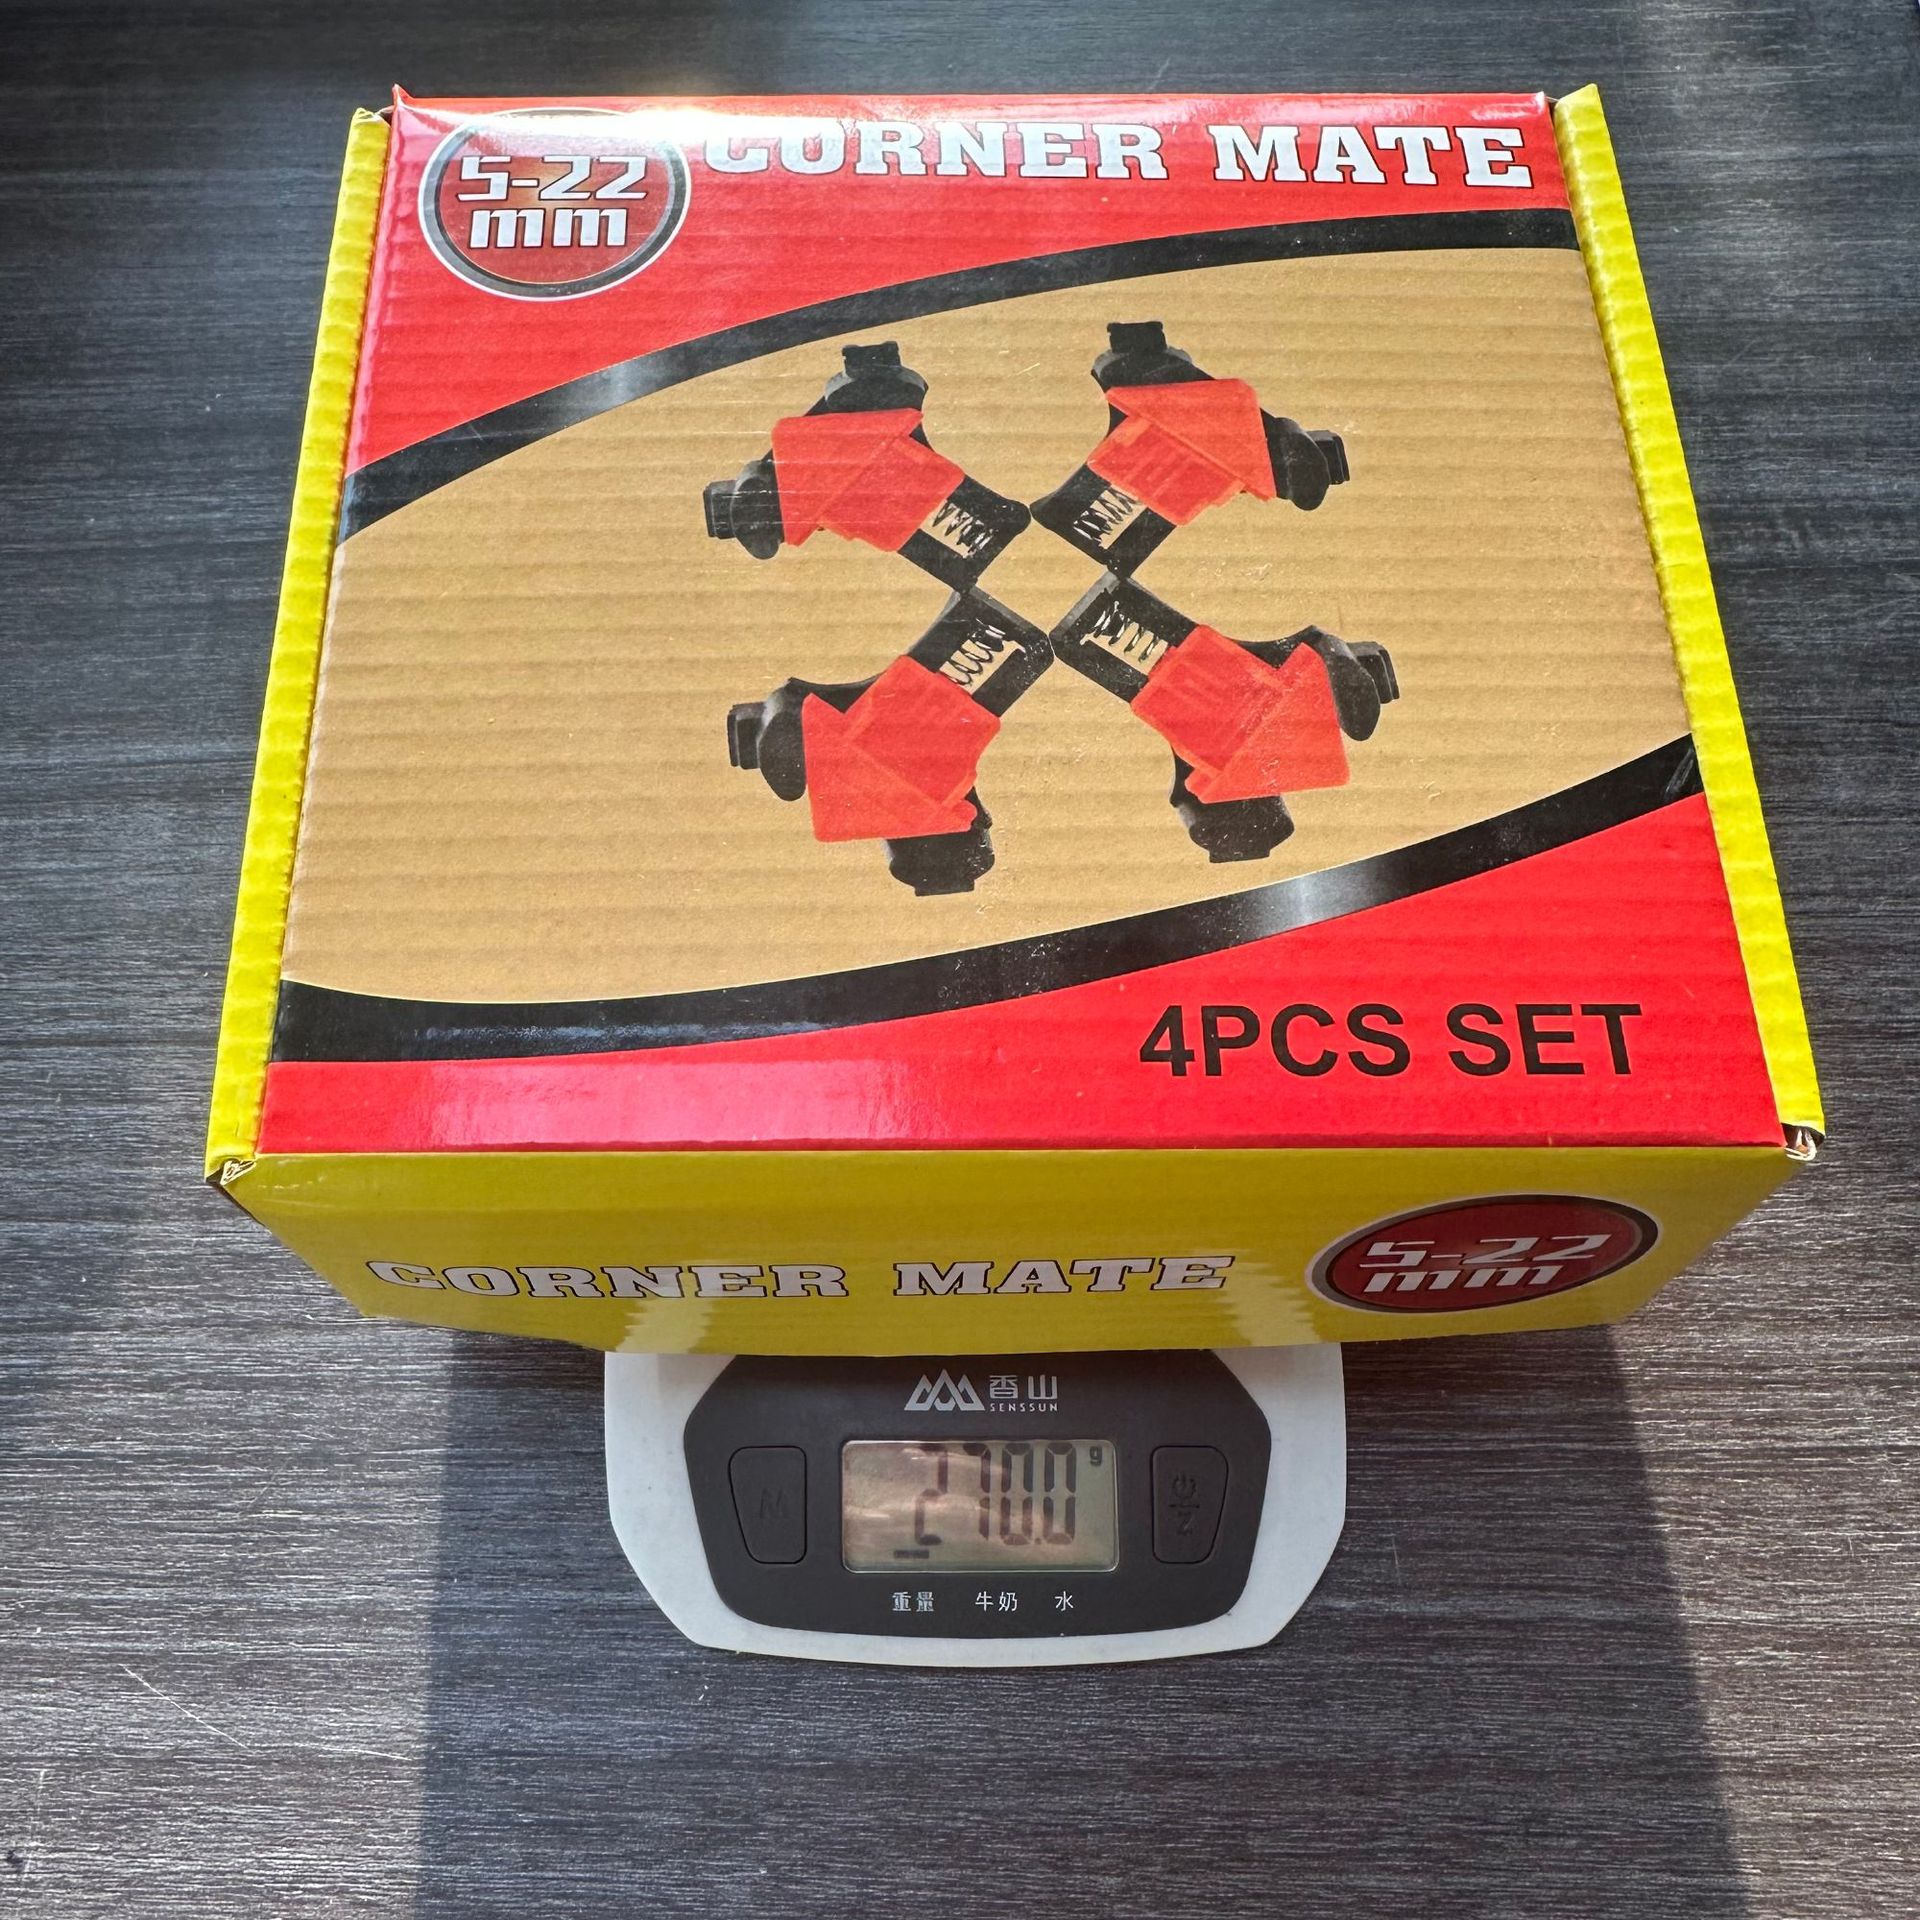 5-22
mm
CORNER MATE
4PCS SET
CORNER MATE
5-22
mm
香山
SENSSUN
M
270.0 g
Z
重量 牛奶 水